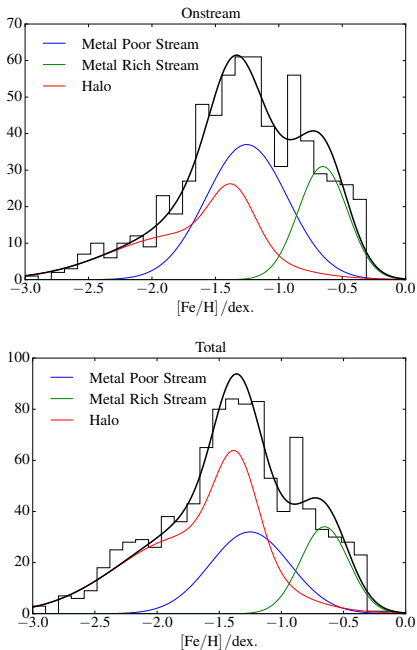 Onstream
70
60
50
40
30
20
10
0
Metal Poor Stream
Metal Rich Stream
Halo
−3.0 −2.5 −2.0 −1.5 −1.0 −0.5 0.0
[Fe/H]/dex.
Total
100
80
60
40
20
0
Metal Poor Stream
Metal Rich Stream
Halo
−3.0 −2.5 −2.0 −1.5 −1.0 −0.5 0.0
[Fe/H]/dex.